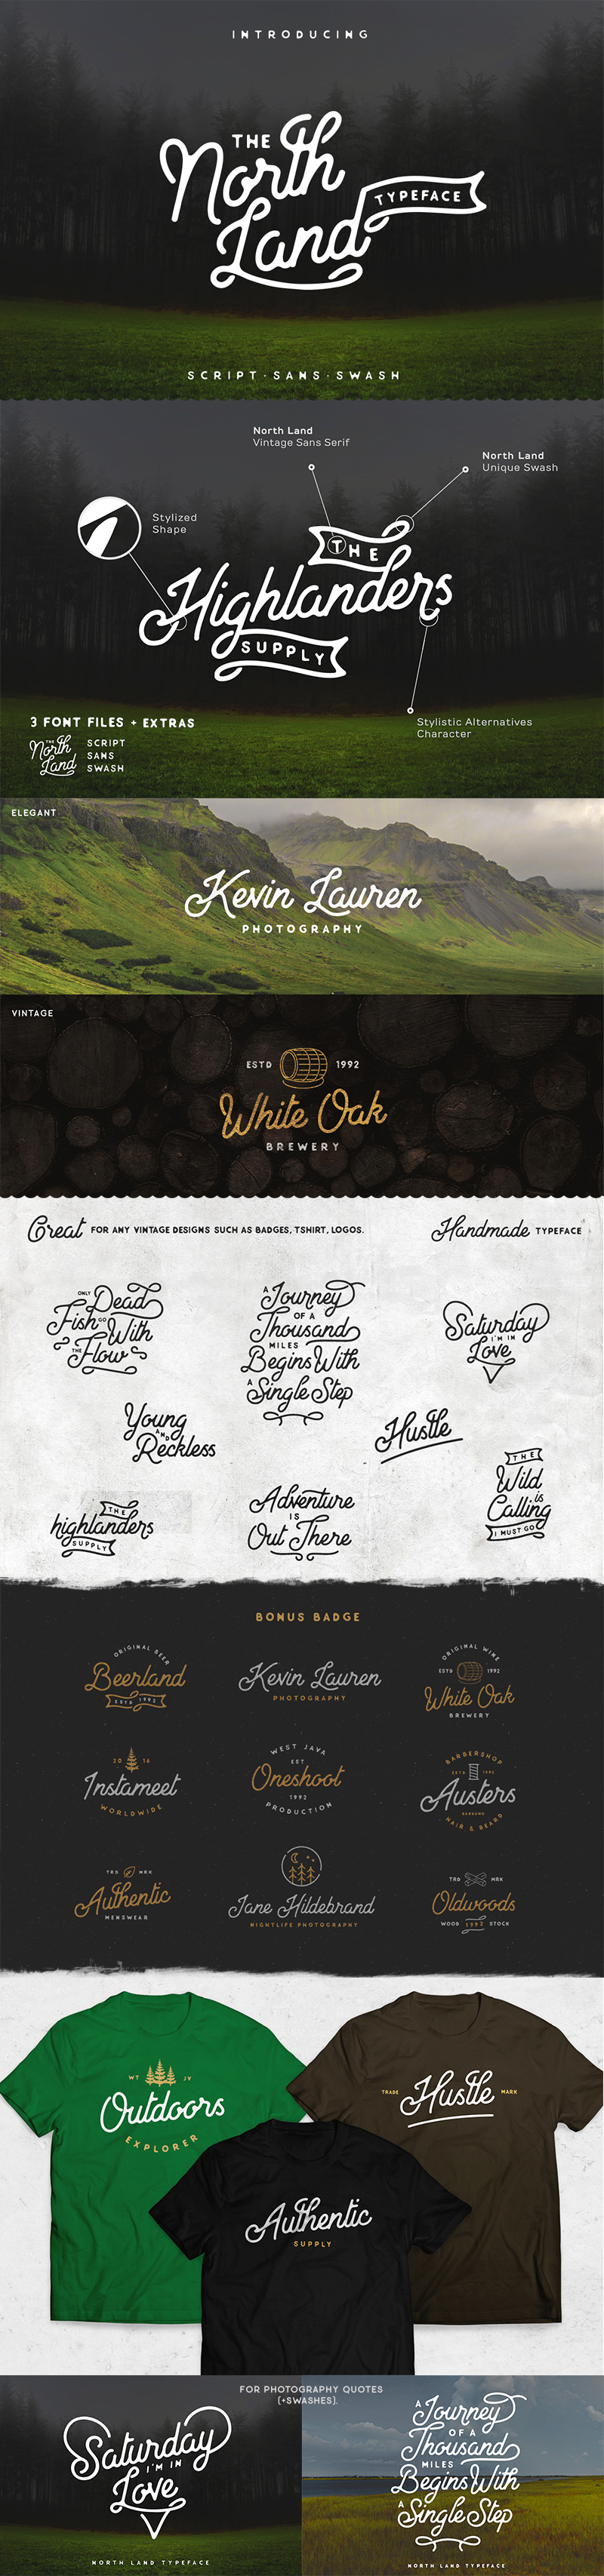 INTRODUCING
THE
North
Land
TYPEFACE
SCRIPT·SANS·SWASH
North Land
Vintage Sans Serif
North Land
Unique Swash
Stylized
Shape
THE
Highlanders
SUPPLY
Stylistic Alternatives
Character
3 FONT FILES + EXTRAS
THE
North
Land
SCRIPT
SANS
SWASH
ELEGANT
Kevin Lauren
PHOTOGRAPHY
VINTAGE
ESTD 1992
White Oak
BREWERY
Great FOR ANY VINTAGE DESIGNS SUCH AS BADGES, TSHIRT, LOGOS.
Handmade TYPEFACE
ONLY Dead
Fish GO With
THE Flow
A Journey
OF A
Thousand
MILES
Begins With
A Single Step
Saturday
I'M IN
Love
Young
AND
Reckless
Hustle
THE
highlanders
SUPPLY
Adventure
IS
Out There
THE
Wild
is
Calling
I MUST GO
BONUS BADGE
ORIGINAL BEER
Beerland
ESTD 1992
Kevin Lauren
PHOTOGRAPHY
ORIGINAL WINE
ESTD 1992
White Oak
BREWERY
20 16
Instameet
WORLDWIDE
WEST JAVA
EST
Oneshoot
1992
PRODUCTION
BARBERSHOP
ESTD 1992
Austers
BANDUNG
HAIR & BEARD
TRD MRK
Authentic
MENSWEAR
Jane Hildebrand
NIGHTLIFE PHOTOGRAPHY
TRD MRK
Oldwoods
WOOD 1992 STOCK
WT JV
Outdoors
EXPLORER
TRADE Hustle MARK
Authentic
SUPPLY
FOR PHOTOGRAPHY QUOTES
(+SWASHES).
Saturday
I'M IN
Love
NORTH LAND TYPEFACE
A Journey
OF A
Thousand
MILES
Begins With
A Single Step
NORTH LAND TYPEFACE